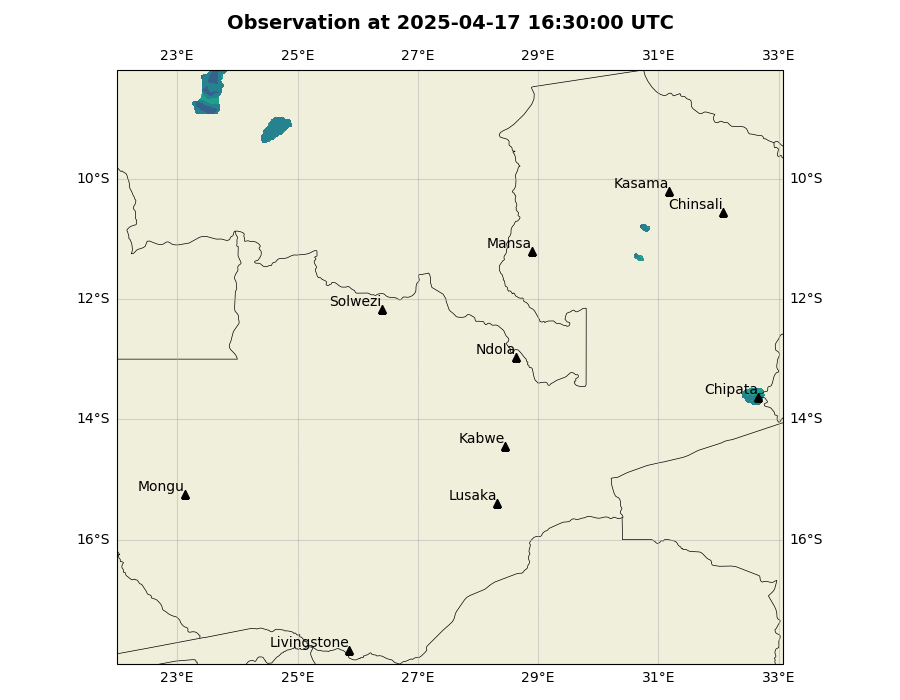 Observation at 2025-04-17 16:30:00 UTC
23°E 25°E 27°E 29°E 31°E 33°E
10°S 10°S
Kasama
Chinsali
Mansa
12°S 12°S
Solwezi
Ndola
Chipata
14°S 14°S
Kabwe
Mongu
Lusaka
16°S 16°S
Livingstone
23°E 25°E 27°E 29°E 31°E 33°E